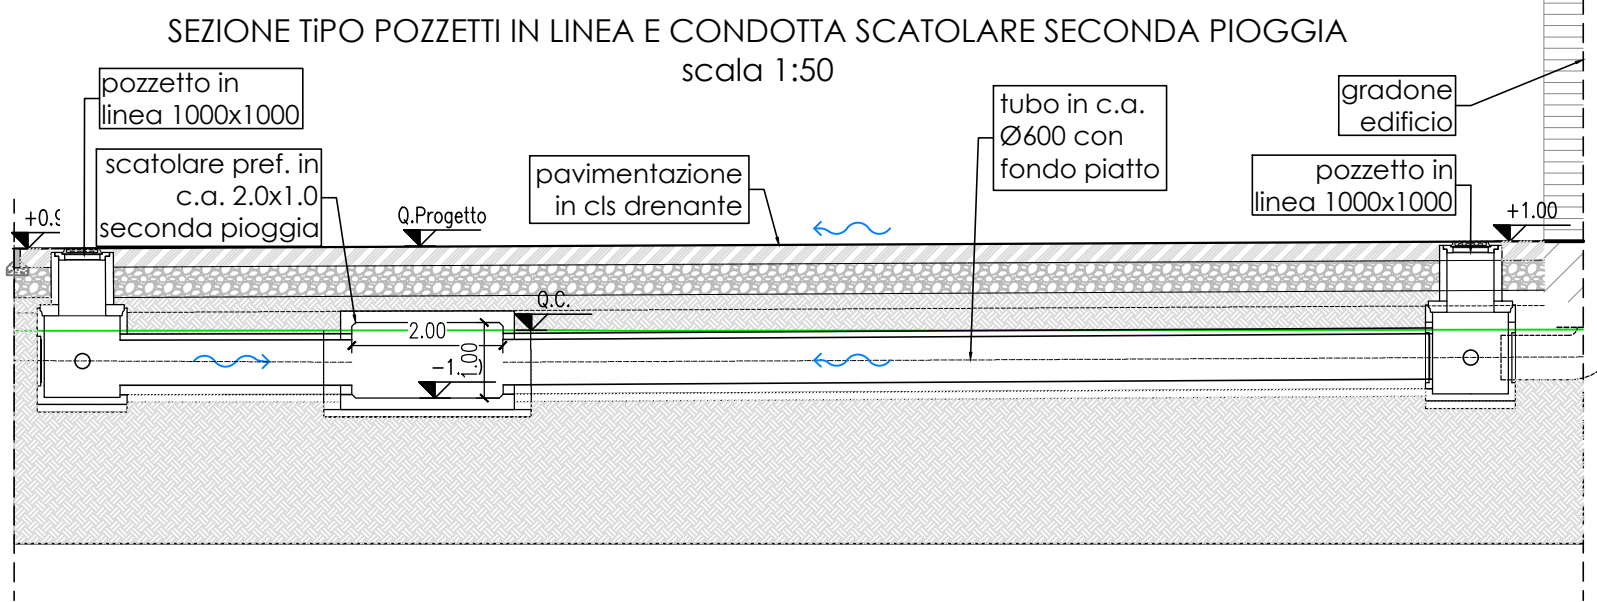 SEZIONE TiPO POZZETTI IN LINEA E CONDOTTA SCATOLARE SECONDA PIOGGIA
scala 1:50
pozzetto in
linea 1000x1000
scatolare pref. in
c.a. 2.0x1.0
seconda pioggia
pavimentazione
in cls drenante
tubo in c.a.
Ø600 con
fondo piatto
gradone
edificio
pozzetto in
linea 1000x1000
Q.Progetto
+1.00
Q.C.
2.00
1.00